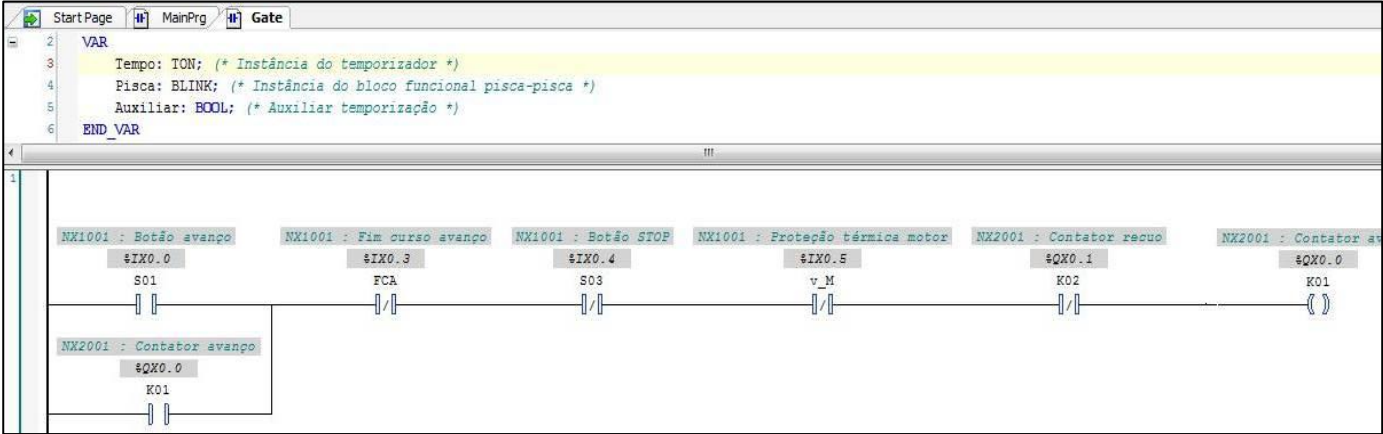 Start Page MainPrg Gate
2 VAR
3 Tempo: TON; (* Instância do temporizador *)
4 Pisca: BLINK; (* Instância do bloco funcional pisca-pisca *)
5 Auxiliar: BOOL; (* Auxiliar temporização *)
6 END_VAR
1
NX1001 : Botão avanço NX1001 : Fim curso avanço NX1001 : Botão STOP NX1001 : Proteção térmica motor NX2001 : Contator recuo NX2001 : Contator av
%IX0.0 %IX0.3 %IX0.4 %IX0.5 %QX0.1 %QX0.0
S01 FCA S03 v_M K02 K01
NX2001 : Contator avanço
%QX0.0
K01